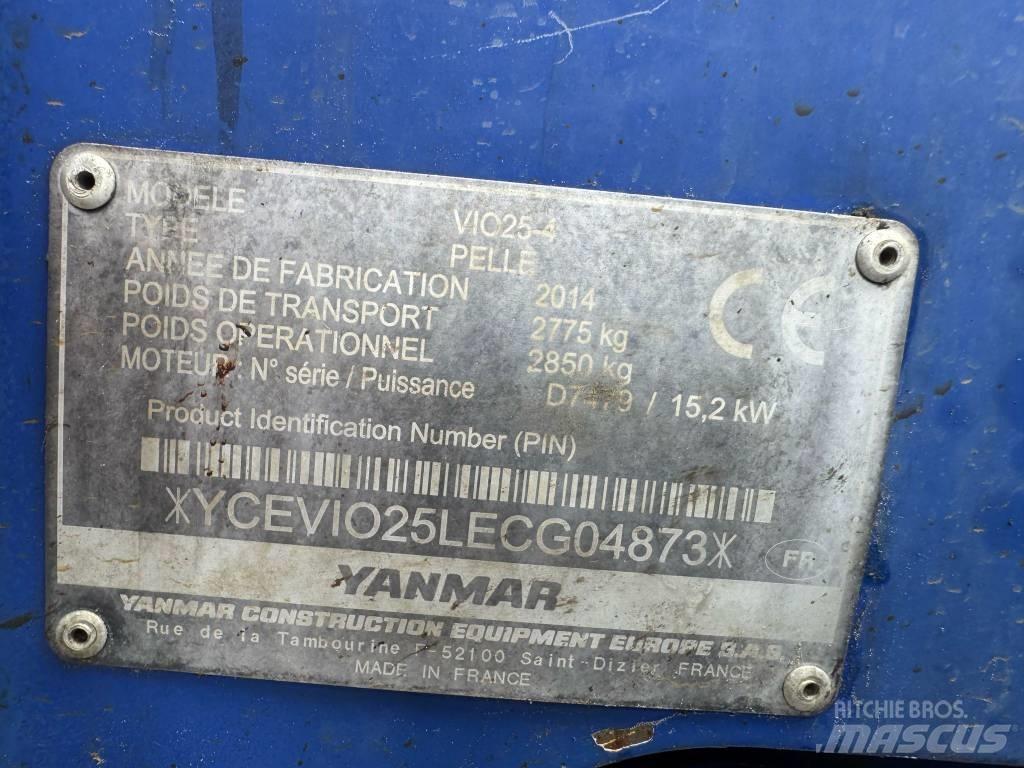 MODELE VIO25-4
TYPE PELLE
ANNEE DE FABRICATION 2014
POIDS DE TRANSPORT 2775 kg
POIDS OPERATIONNEL 2850 kg
MOTEUR : N° série / Puissance / 15,2 kW
Product Identification Number (PIN)
*YCEVIO25LECG04873*
FR
CE
YANMAR
YANMAR CONSTRUCTION EQUIPMENT EUROPE S.A.S.
Rue de la Tambourine F-52100 Saint-Dizier FRANCE
MADE IN FRANCE
RITCHIE BROS.
MASCUS